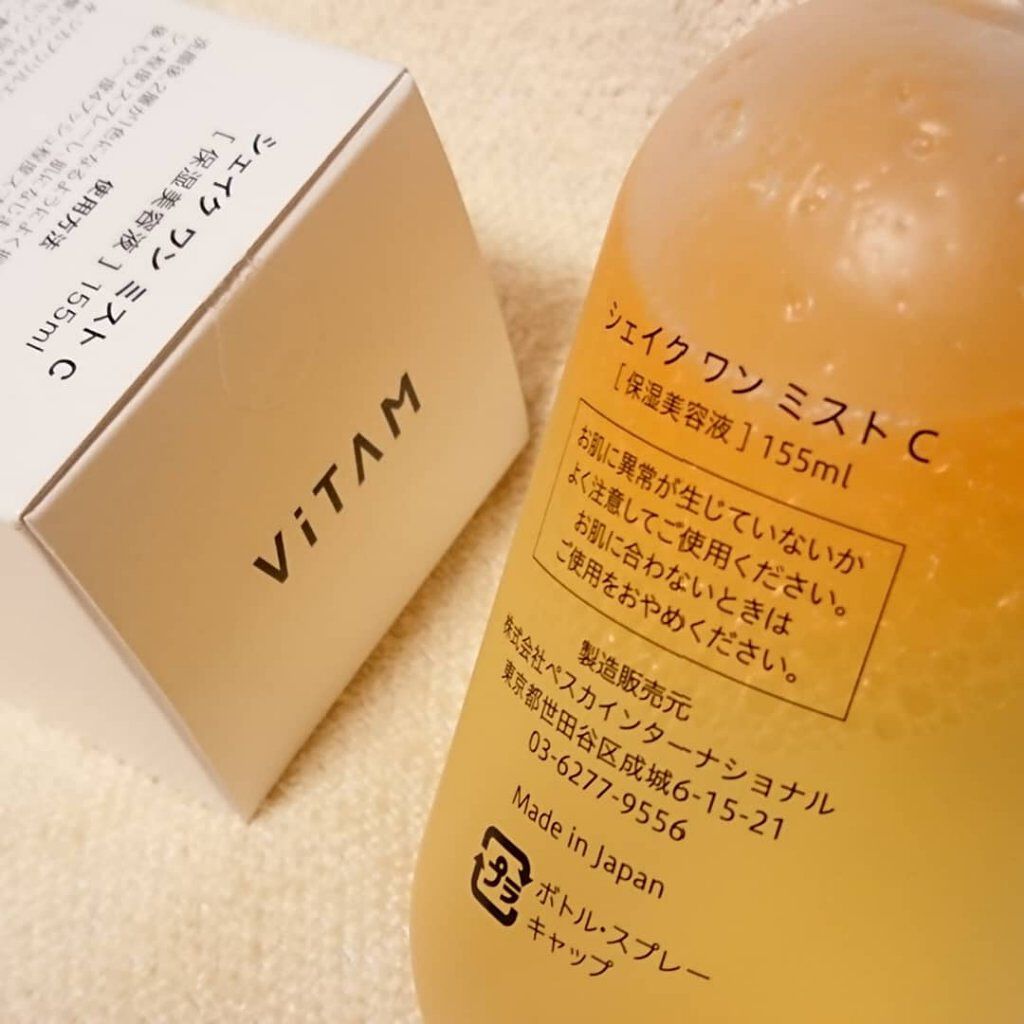 シェイク ワン ミスト C
[ 保湿美容液 ] 155ml
使用方法
ViTAM
シェイク ワン ミスト C
[ 保湿美容液 ] 155ml
お肌に異常が生じていないか
よく注意してご使用ください。
お肌に合わないときは
ご使用をおやめください。
製造販売元
株式会社ペスカインターナショナル
東京都世田谷区成城6-15-21
03-6277-9556
Made in Japan
プラ
ボトル・スプレー
キャップ